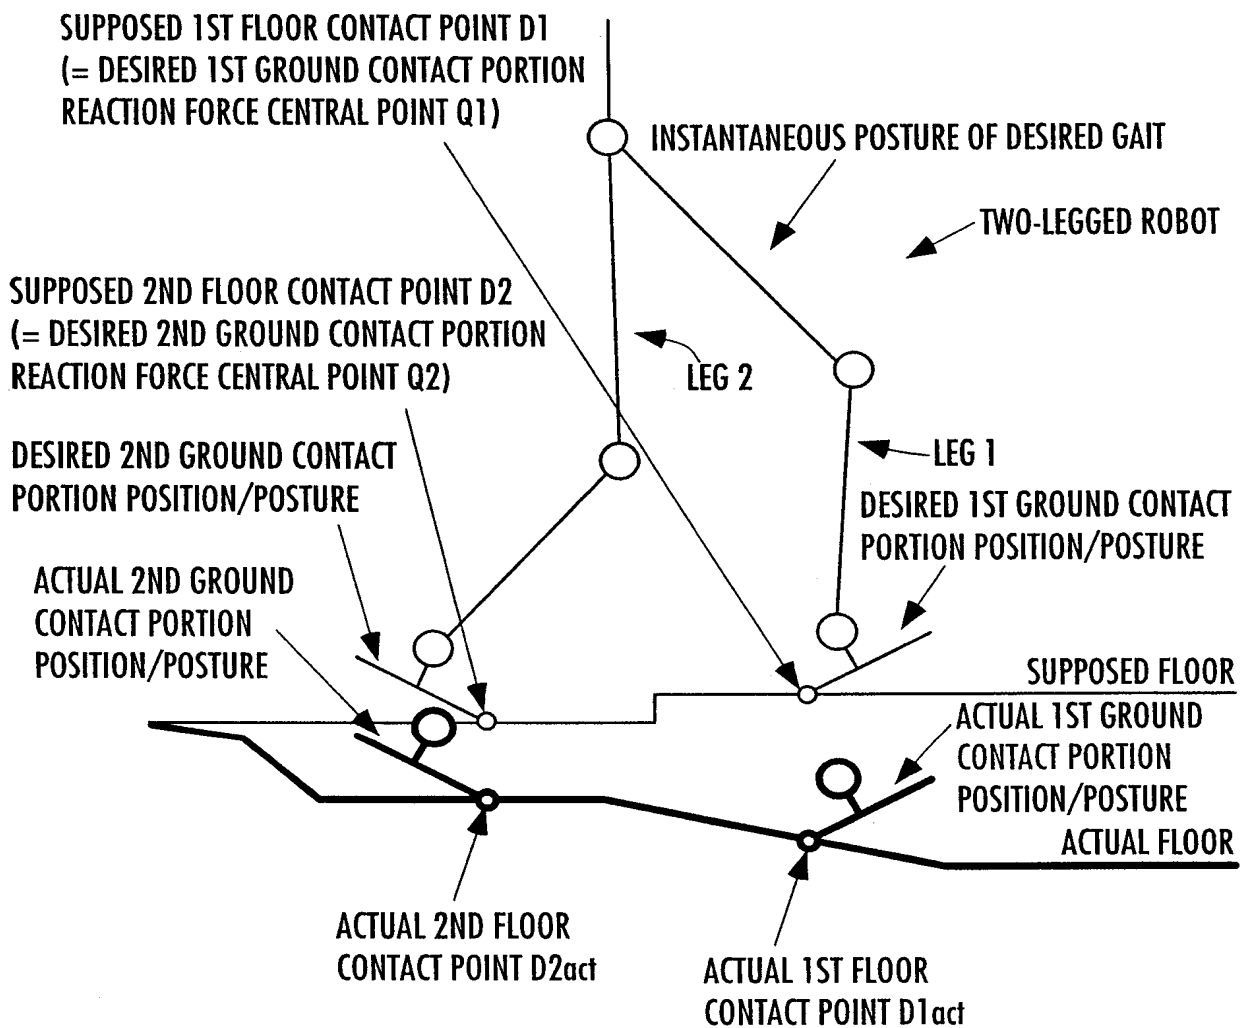 SUPPOSED 1ST FLOOR CONTACT POINT D1
(= DESIRED 1ST GROUND CONTACT PORTION
REACTION FORCE CENTRAL POINT Q1)
INSTANTANEOUS POSTURE OF DESIRED GAIT
TWO-LEGGED ROBOT
SUPPOSED 2ND FLOOR CONTACT POINT D2
(= DESIRED 2ND GROUND CONTACT PORTION
REACTION FORCE CENTRAL POINT Q2)
LEG 2
LEG 1
DESIRED 2ND GROUND CONTACT
PORTION POSITION/POSTURE
DESIRED 1ST GROUND CONTACT
PORTION POSITION/POSTURE
ACTUAL 2ND GROUND
CONTACT PORTION
POSITION/POSTURE
SUPPOSED FLOOR
ACTUAL 1ST GROUND
CONTACT PORTION
POSITION/POSTURE
ACTUAL FLOOR
ACTUAL 2ND FLOOR
CONTACT POINT D2act
ACTUAL 1ST FLOOR
CONTACT POINT D1act